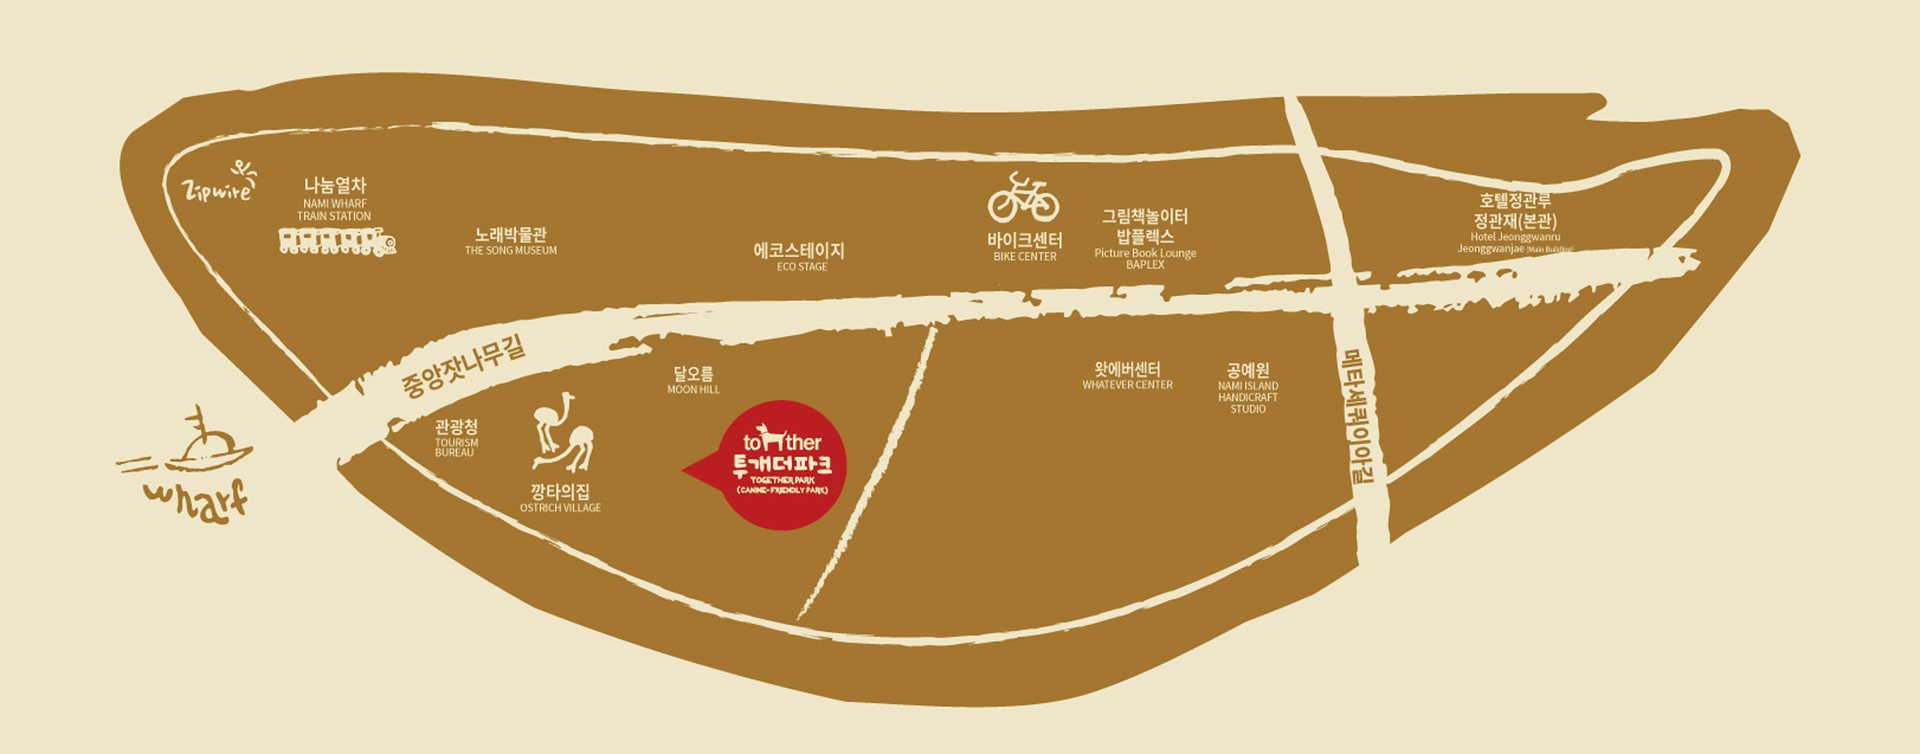 Zipwire
나눔열차
NAMI WHARF
TRAIN STATION
노래박물관
THE SONG MUSEUM
에코스테이지
ECO STAGE
바이크센터
BIKE CENTER
그림책놀이터
밥플렉스
Picture Book Lounge
BAPLEX
호텔정관루
정관재(본관)
Hotel Jeonggwanru
Jeonggwanjae (Main Building)
중앙잣나무길
달오름
MOON HILL
왓에버센터
WHATEVER CENTER
공예원
NAMI ISLAND
HANDICRAFT
STUDIO
메타세쿼이아길
wharf
관광청
TOURISM
BUREAU
깡타의집
OSTRICH VILLAGE
to ther
투개더파크
TOGETHER PARK
(CANINE-FRIENDLY PARK)